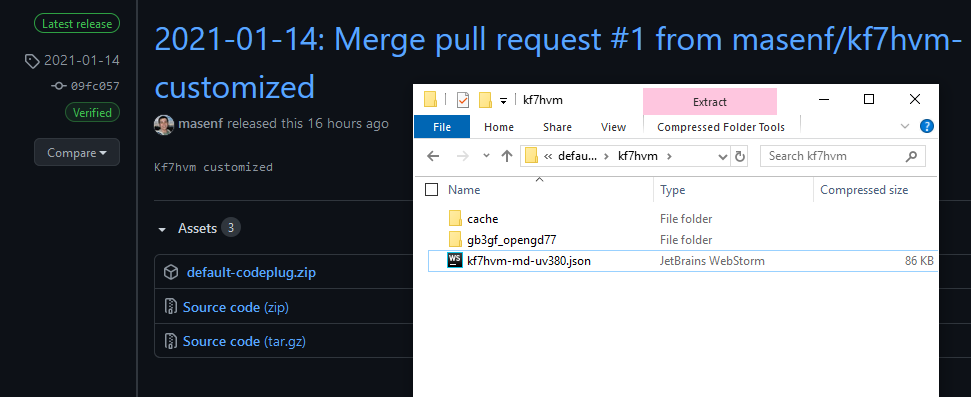 Latest release
2021-01-14
09fc057
Verified
Compare
2021-01-14: Merge pull request #1 from masenf/kf7hvm-
customized
masenf released this 16 hours ago
Kf7hvm customized
Assets 3
default-codeplug.zip
Source code (zip)
Source code (tar.gz)
kf7hvm
Extract
File Home Share View Compressed Folder Tools
« defau... › kf7hvm › Search kf7hvm
Name Type Compressed size
cache File folder
gb3gf_opengd77 File folder
WS kf7hvm-md-uv380.json JetBrains WebStorm 86 KB